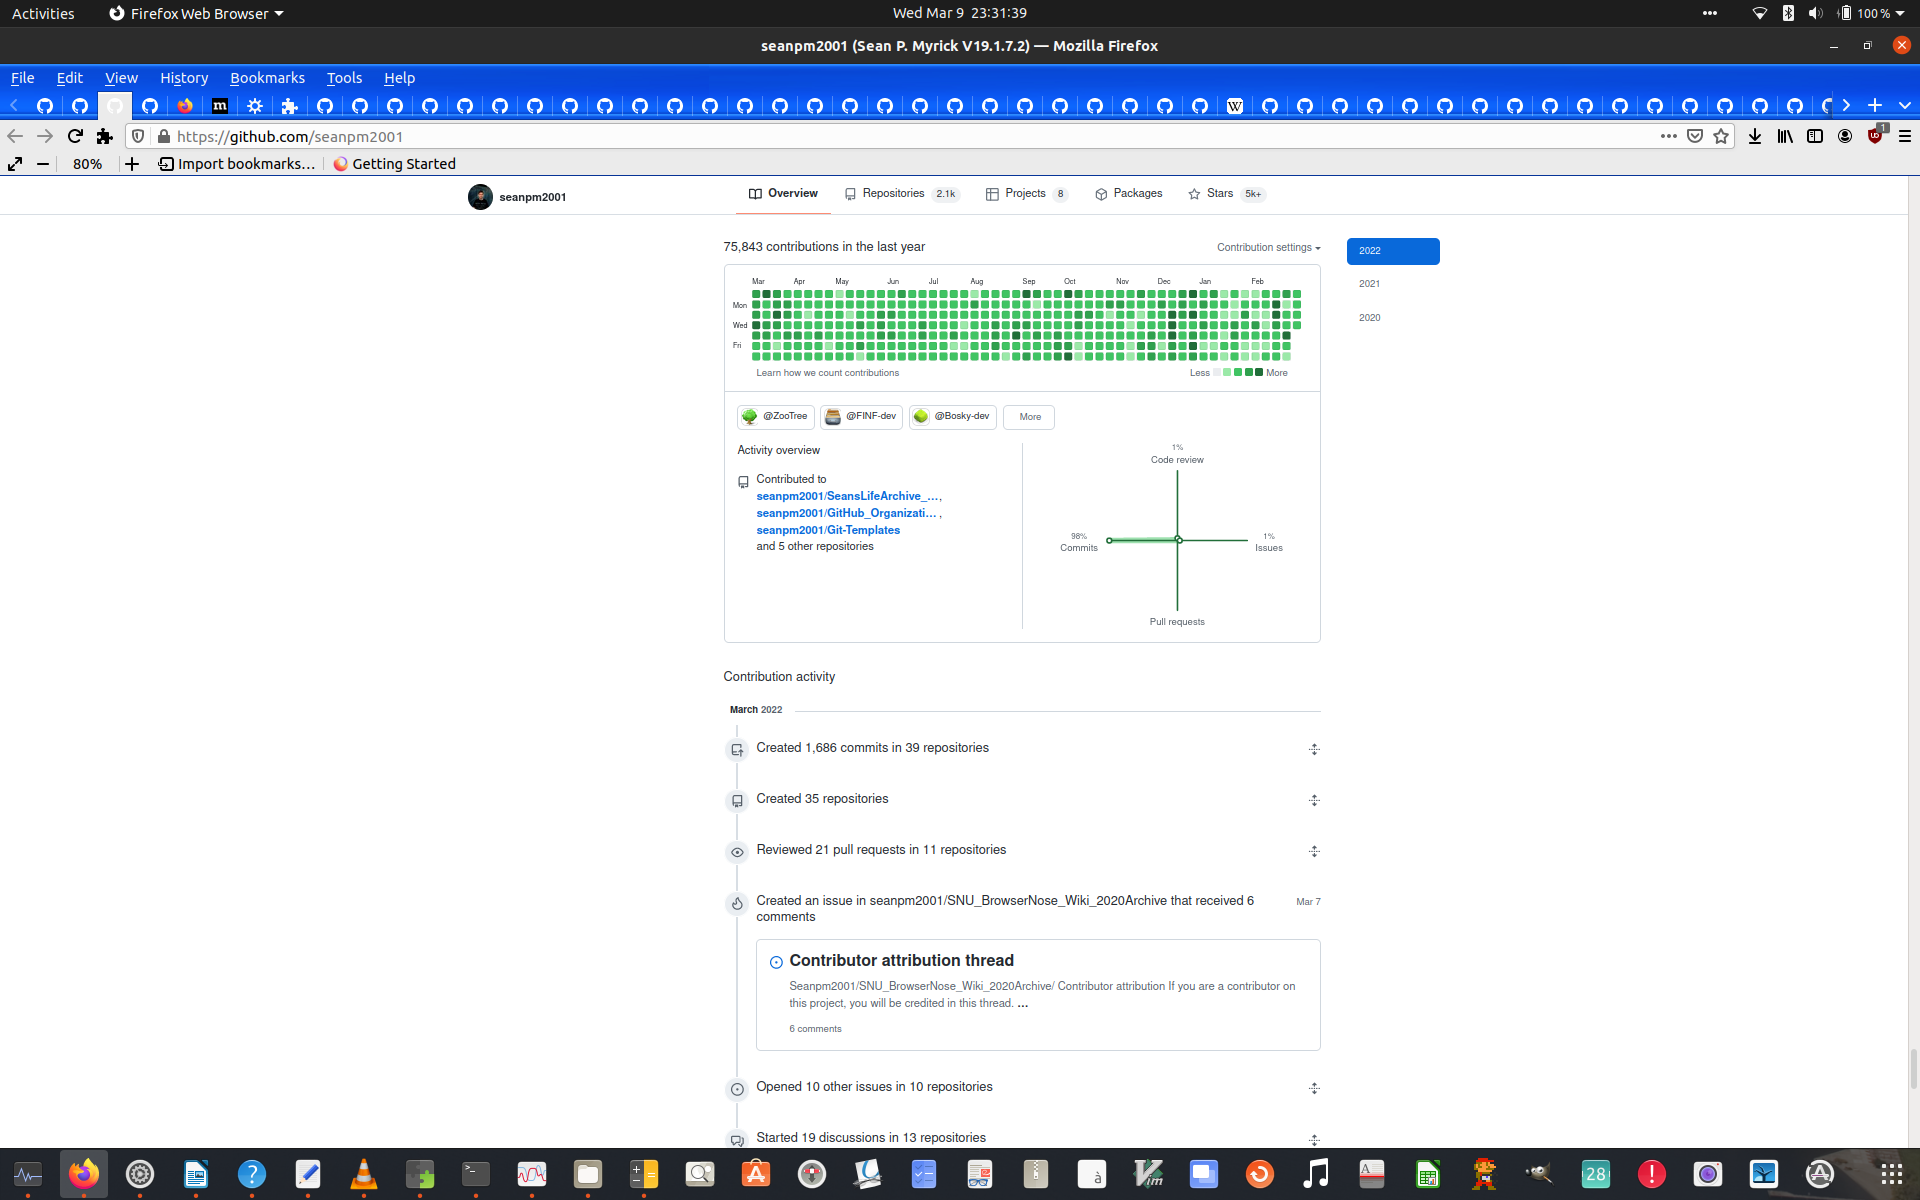 Activities
Firefox Web Browser
Wed Mar 9 23:31:39
100 %
seanpm2001 (Sean P. Myrick V19.1.7.2) — Mozilla Firefox
File Edit View History Bookmarks Tools Help
m
W
https://github.com/seanpm2001
1
80%
Import bookmarks...
Getting Started
seanpm2001
Overview
Repositories 2.1k
Projects 8
Packages
Stars 5k+
75,843 contributions in the last year
Contribution settings
2022
2021
2020
Mar Apr May Jun Jul Aug Sep Oct Nov Dec Jan Feb
Mon
Wed
Fri
Learn how we count contributions
Less
More
@ZooTree
@FINF-dev
@Bosky-dev
More
Activity overview
Contributed to
seanpm2001/SeansLifeArchive_... ,
seanpm2001/GitHub_Organizati... ,
seanpm2001/Git-Templates
and 5 other repositories
1%
Code review
98%
Commits
1%
Issues
Pull requests
Contribution activity
March 2022
Created 1,686 commits in 39 repositories
Created 35 repositories
Reviewed 21 pull requests in 11 repositories
Created an issue in seanpm2001/SNU_BrowserNose_Wiki_2020Archive that received 6
comments
Mar 7
Contributor attribution thread
Seanpm2001/SNU_BrowserNose_Wiki_2020Archive/ Contributor attribution If you are a contributor on
this project, you will be credited in this thread. ...
6 comments
Opened 10 other issues in 10 repositories
Started 19 discussions in 13 repositories
à
Vim
A
28